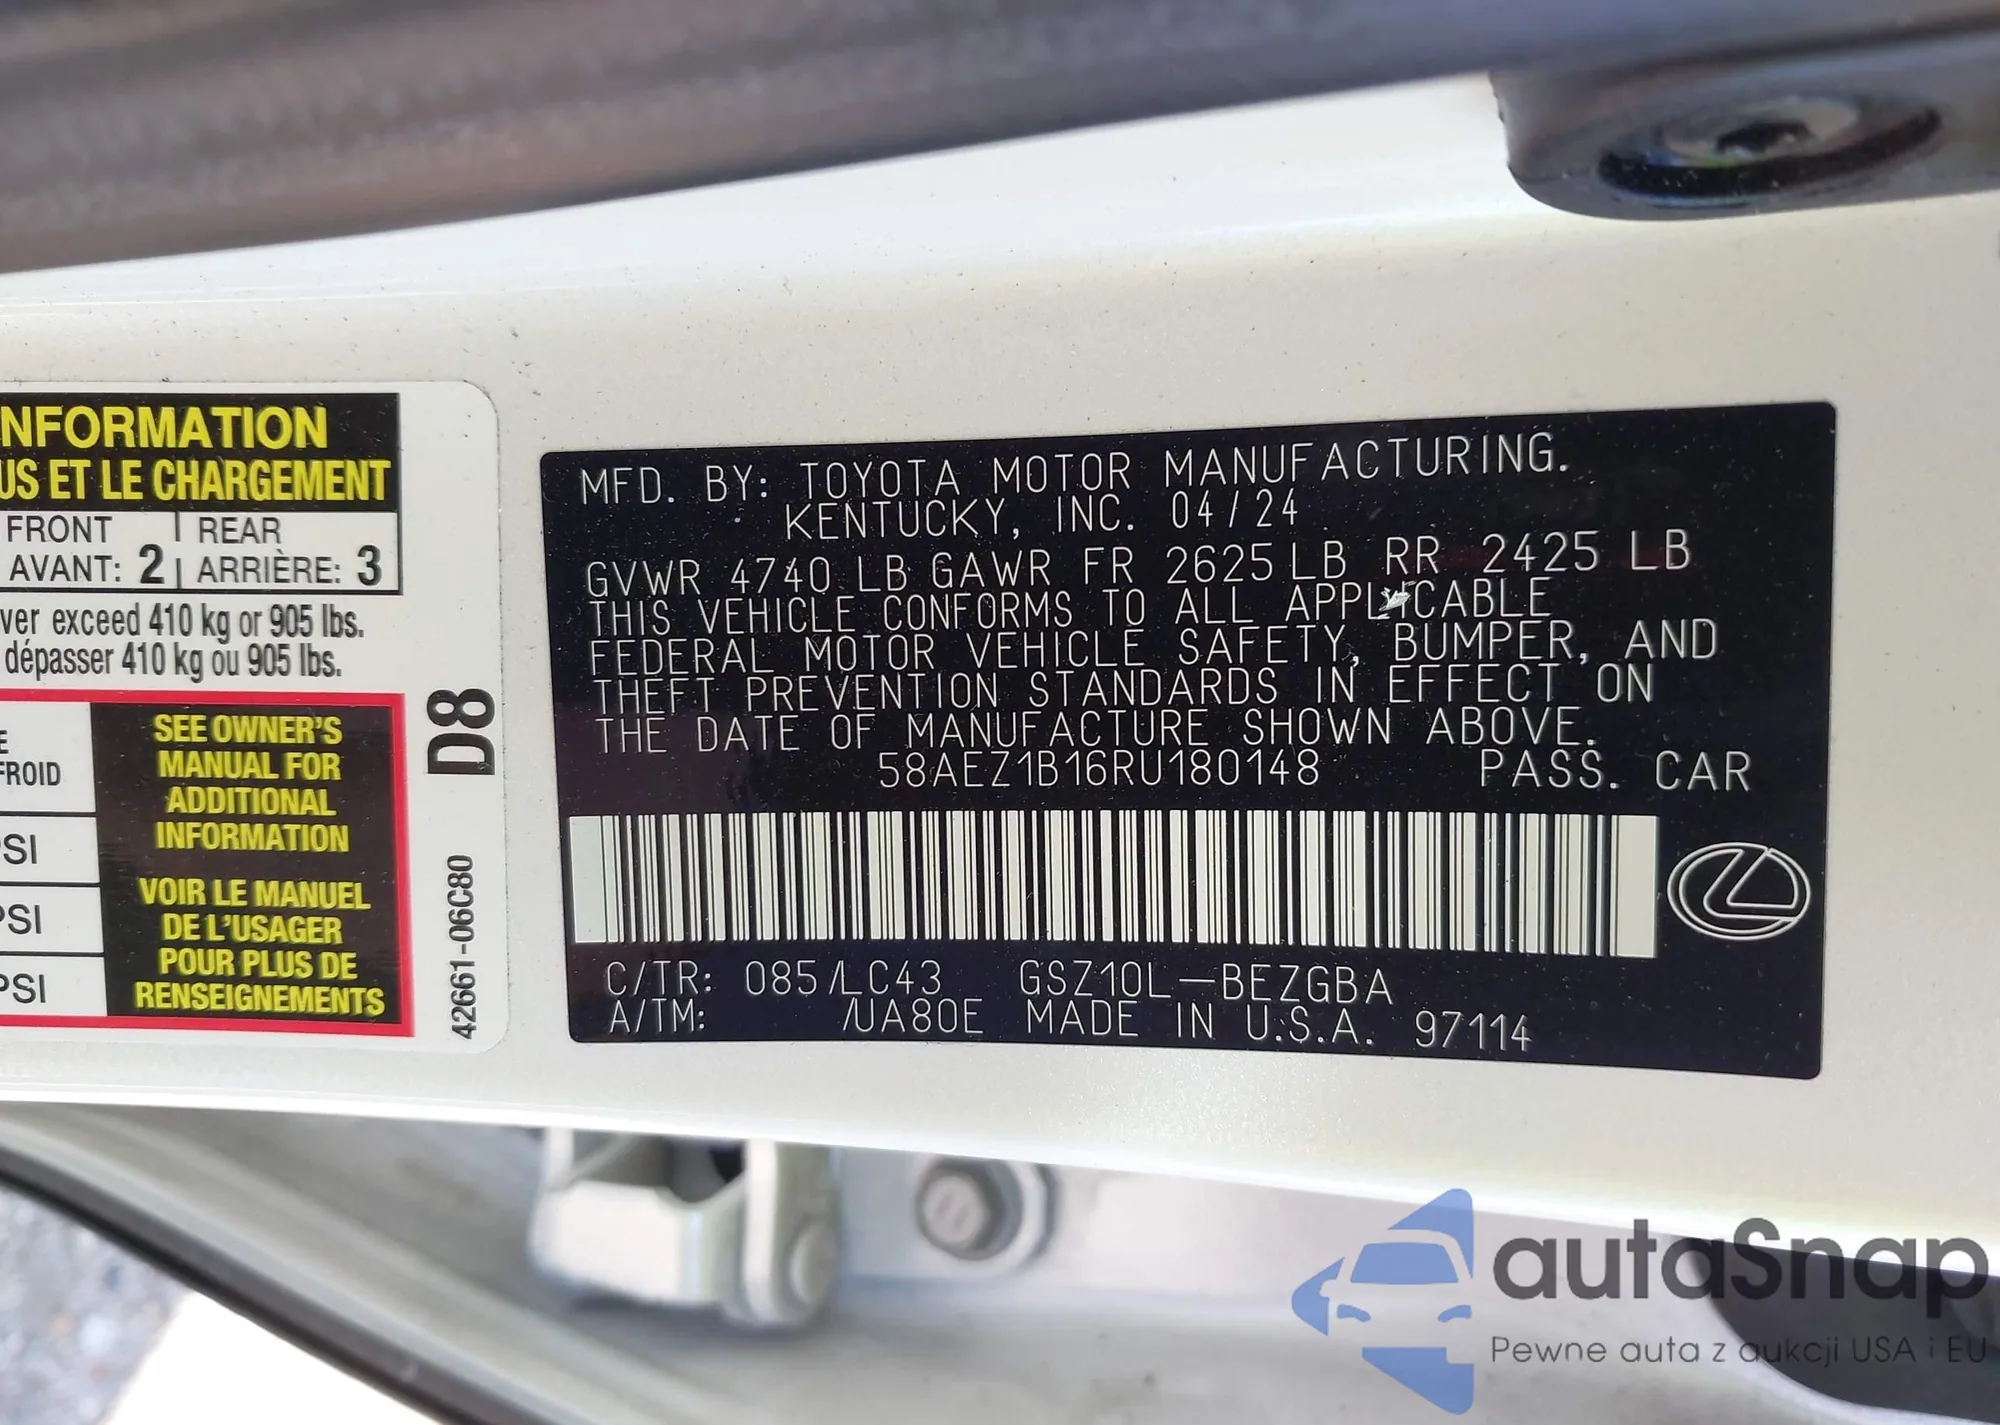 NFORMATION
US ET LE CHARGEMENT
FRONT
AVANT: 2
REAR
ARRIÈRE: 3
ver exceed 410 kg or 905 lbs.
dépasser 410 kg ou 905 lbs.
E
FROID
PSI
PSI
PSI
SEE OWNER'S
MANUAL FOR
ADDITIONAL
INFORMATION
VOIR LE MANUEL
DE L'USAGER
POUR PLUS DE
RENSEIGNEMENTS
D8
42661-06C80
MFD. BY: TOYOTA MOTOR MANUFACTURING.
KENTUCKY, INC. 04/24
GVWR 4740 LB GAWR FR 2625 LB RR 2425 LB
THIS VEHICLE CONFORMS TO ALL APPLICABLE
FEDERAL MOTOR VEHICLE SAFETY, BUMPER, AND
THEFT PREVENTION STANDARDS IN EFFECT ON
THE DATE OF MANUFACTURE SHOWN ABOVE.
58AEZ1B16RU180148 PASS. CAR
C/TR: 085/LC43 GSZ10L-BEZGBA
A/TM: /UA80E MADE IN U.S.A. 97114
autaSnap
Pewne auta z aukcji USA i EU